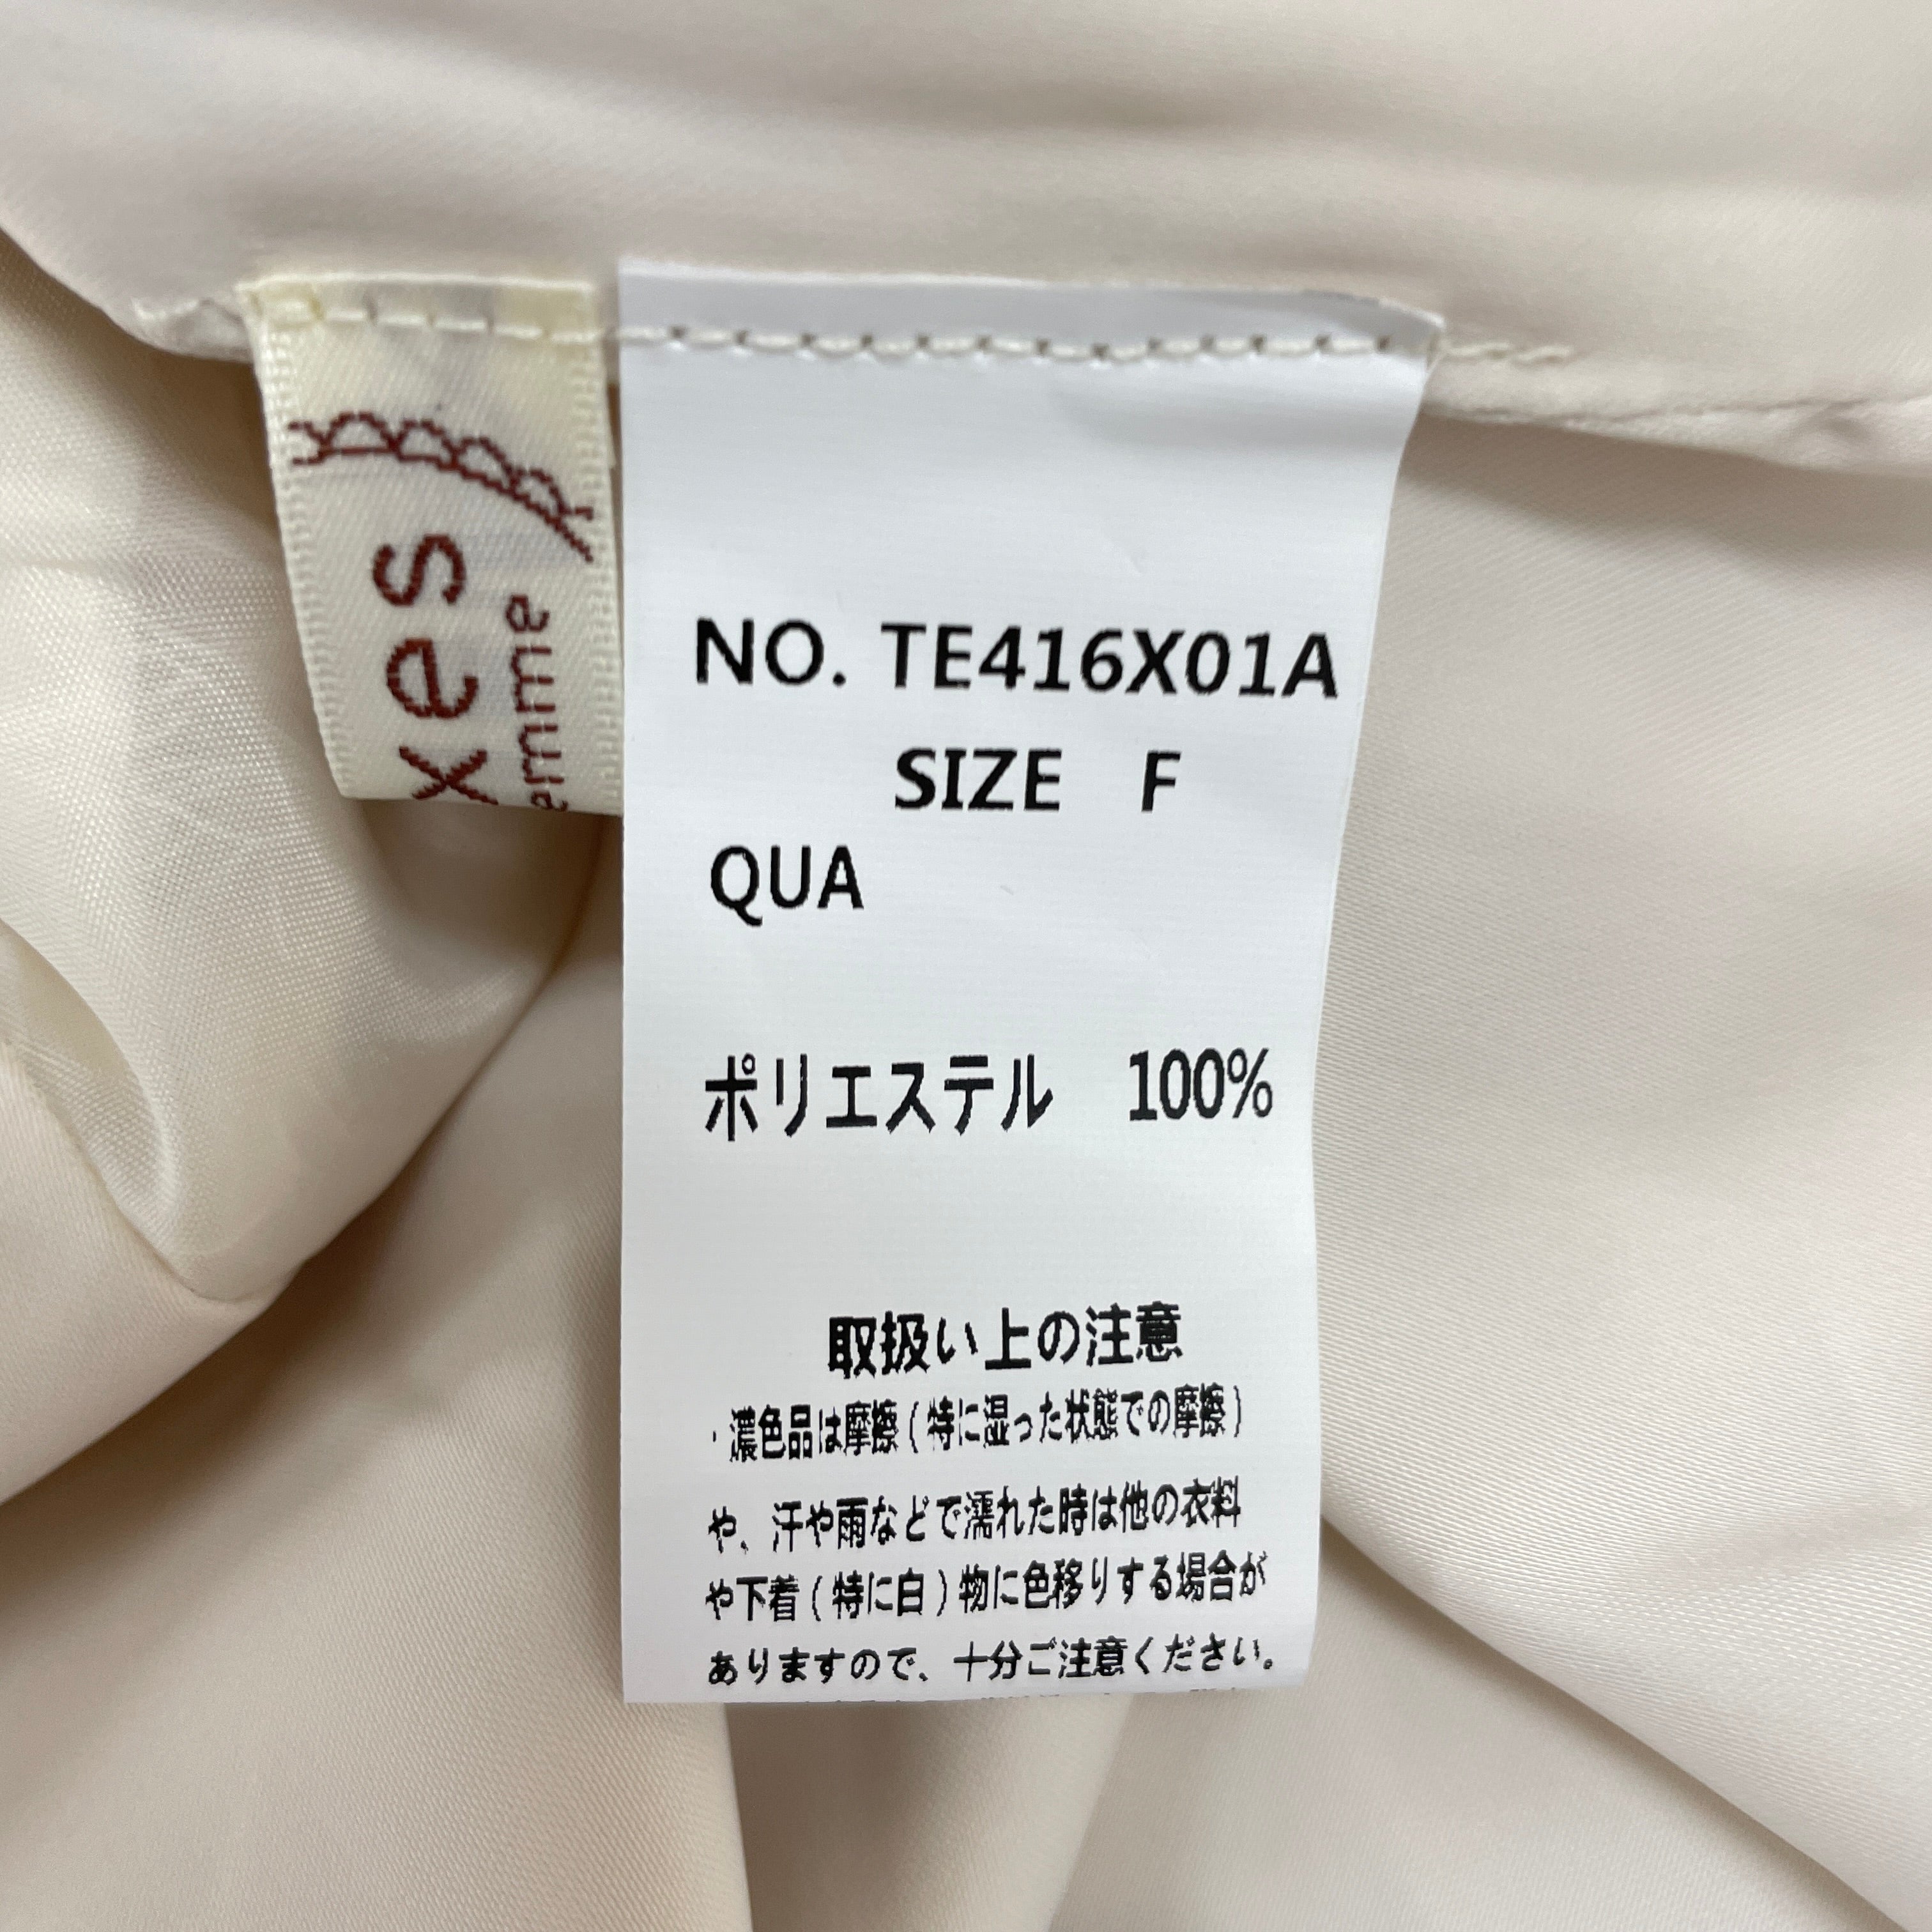 xes
emme
NO. TE416X01A
SIZE F
QUA
ポリエステル 100%
取扱い上の注意
・濃色品は摩擦(特に湿った状態での摩擦)
や、汗や雨などで濡れた時は他の衣料
や下着(特に白)物に色移りする場合が
ありますので、十分ご注意ください。